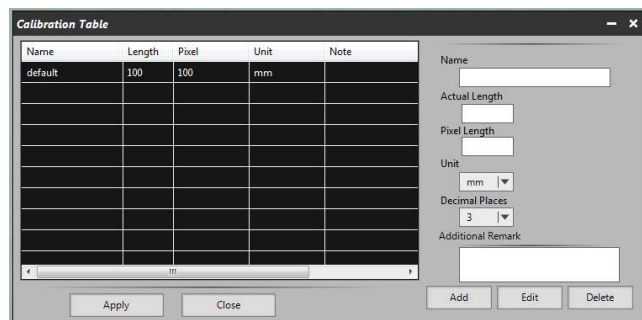 Calibration Table
Name Length Pixel Unit Note
default 100 100 mm
Apply Close
Name
Actual Length
Pixel Length
Unit
mm
Decimal Places
3
Additional Remark
Add Edit Delete